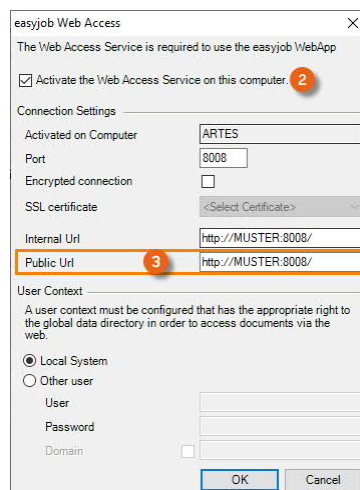 easyjob Web Access
The Web Access Service is required to use the easyjob WebApp
Activate the Web Access Service on this computer. 2
Connection Settings
Activated on Computer ARTES
Port 8008
Encrypted connection
SSL certificate <Select Certificate>
Internal Url http://MUSTER:8008/
Public Url 3 http://MUSTER:8008/
User Context
A user context must be configured that has the appropriate right to
the global data directory in order to access documents via the
web.
Local System
Other user
User
Password
Domain
OK Cancel